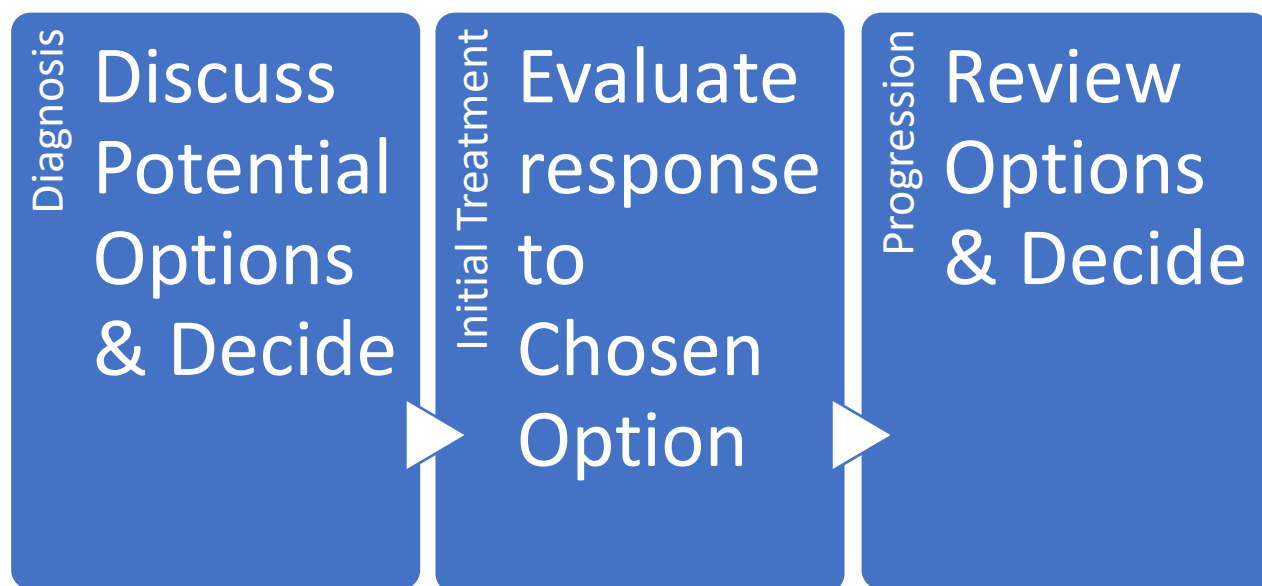 Diagnosis
Discuss
Potential
Options
& Decide
Initial Treatment
Evaluate
response
to
Chosen
Option
Progression
Review
Options
& Decide